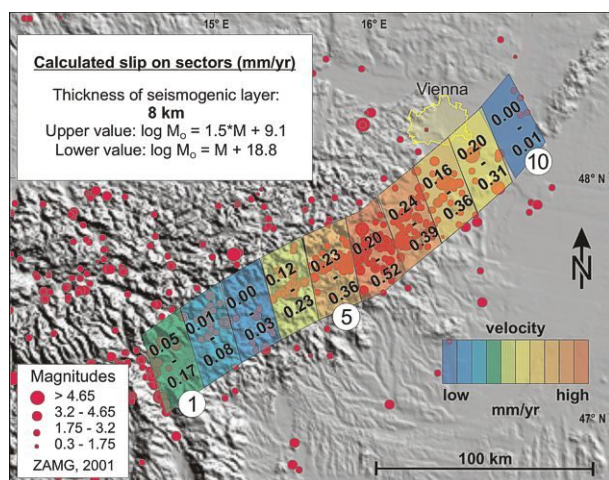 15° E
16° E
Calculated slip on sectors (mm/yr)
Thickness of seismogenic layer:
8 km
Upper value: log Mo = 1.5*M + 9.1
Lower value: log Mo = M + 18.8
Vienna
0.00
-
0.01
10
0.20
-
0.31
0.16
-
0.36
0.24
-
0.39
0.20
-
0.52
0.23
-
0.36
5
0.12
-
0.23
0.00
-
0.03
0.01
-
0.08
0.05
-
0.17
1
48° N
N
velocity
low
high
mm/yr
47° N
100 km
Magnitudes
> 4.65
3.2 - 4.65
1.75 - 3.2
0.3 - 1.75
ZAMG, 2001